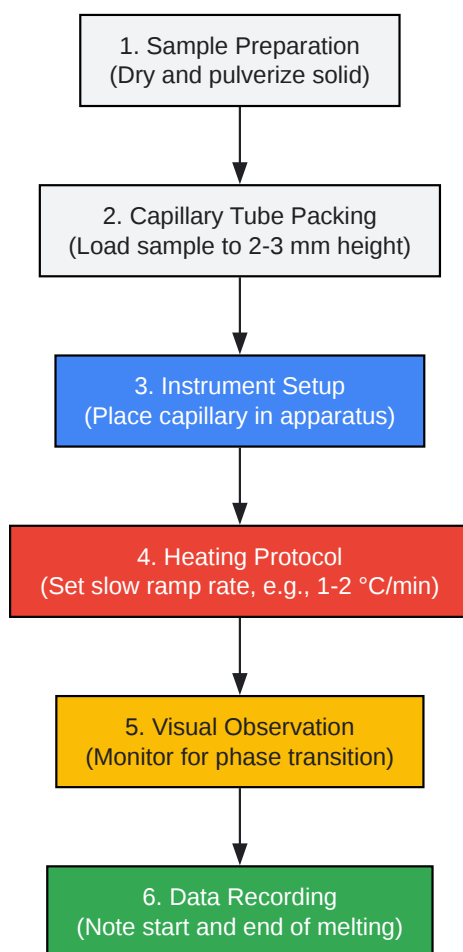 1. Sample Preparation
(Dry and pulverize solid)
2. Capillary Tube Packing
(Load sample to 2-3 mm height)
3. Instrument Setup
(Place capillary in apparatus)
4. Heating Protocol
(Set slow ramp rate, e.g., 1-2 °C/min)
5. Visual Observation
(Monitor for phase transition)
6. Data Recording
(Note start and end of melting)